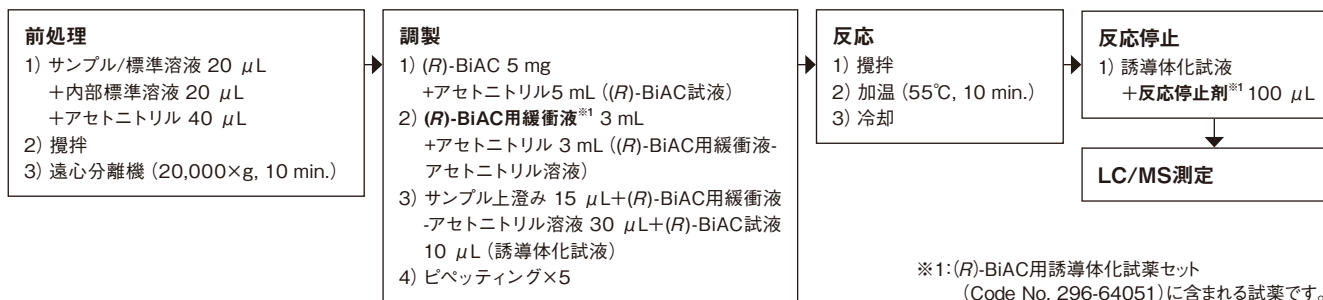 前処理
1) サンプル/標準溶液 20 μL
+内部標準溶液 20 μL
+アセトニトリル 40 μL
2) 攪拌
3) 遠心分離機 (20,000×g, 10 min.)
調製
1) (R)-BiAC 5 mg
+アセトニトリル5 mL ((R)-BiAC試液)
2) (R)-BiAC用緩衝液※1 3 mL
+アセトニトリル 3 mL ((R)-BiAC用緩衝液-
アセトニトリル溶液)
3) サンプル上澄み 15 μL+(R)-BiAC用緩衝液
-アセトニトリル溶液 30 μL+(R)-BiAC試液
10 μL (誘導体化試液)
4) ピペッティング×5
反応
1) 攪拌
2) 加温 (55℃, 10 min.)
3) 冷却
反応停止
1) 誘導体化試液
+反応停止剤※1 100 μL
LC/MS測定
※1:(R)-BiAC用誘導体化試薬セット
(Code No. 296-64051)に含まれる試薬です。